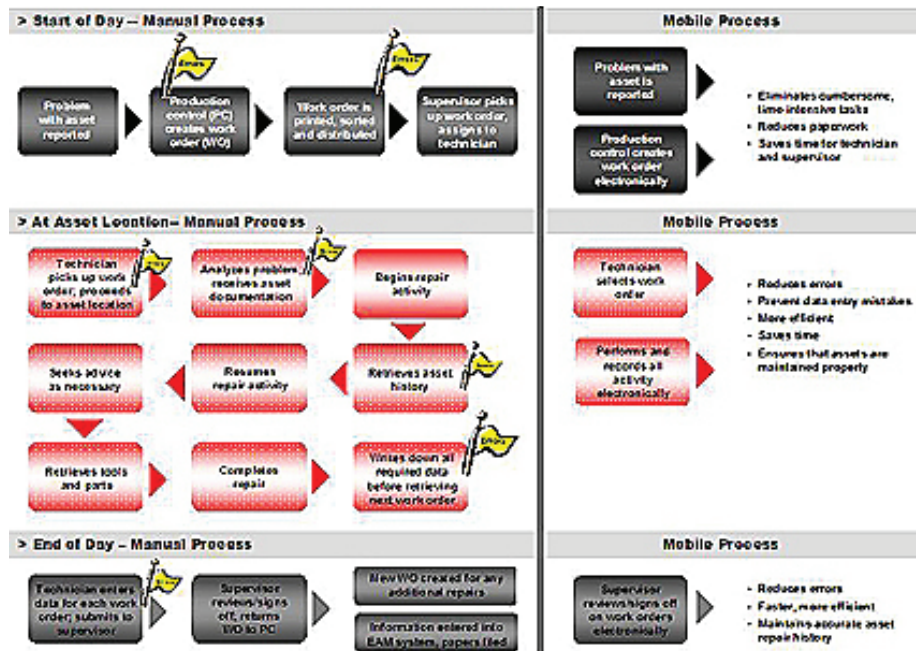 > Start of Day – Manual Process
Mobile Process
Errors
Errors
Problem
with asset
reported
Production
control (PC)
creates work
order (WO)
Work order is
printed, sorted
and distributed
Supervisor picks
up work order,
assigns to
technician
Problem with
asset is
reported
Production
control creates
work order
electronically
• Eliminates cumbersome,
time-intensive tasks
• Reduces paperwork
• Saves time for technician
and supervisor
> At Asset Location– Manual Process
Mobile Process
Technician
picks up work
order; proceeds
to asset location
Errors
Analyzes problem
receives asset
documentation
Errors
Begins repair
activity
Seeks advice
as necessary
Resumes
repair activity
Retrieves asset
history
Errors
Retrieves tools
and parts
Completes
repair
Writes down all
required data
before retrieving
next work order
Errors
Technician
selects work
order
Performs and
records all
activity
electronically
• Reduces errors
• Prevent data entry mistakes
• More efficient
• Saves time
• Ensures that assets are
maintained property
> End of Day – Manual Process
Mobile Process
Technician enters
data for each work
order; submits to
supervisor
Errors
Supervisor
reviews/signs
off, returns
W/O to PC
New WO created for any
additional repairs
Information entered into
EAM system, papers filed
Supervisor
reviews/signs off
on work orders
electronically
• Reduces errors
• Faster, more efficient
• Maintains accurate asset
repair history